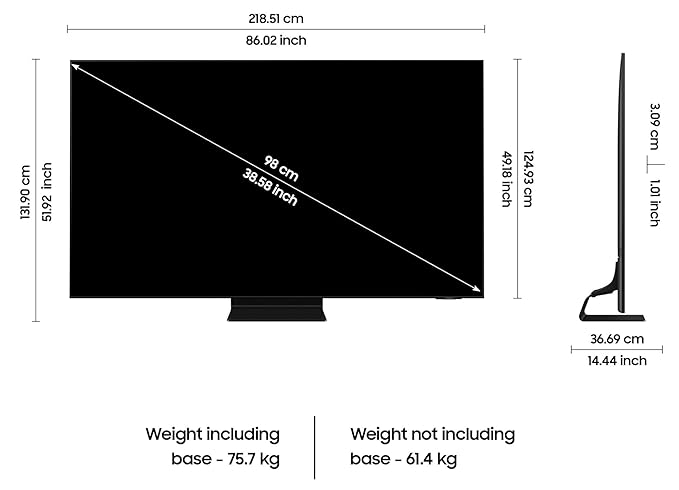 218.51 cm
86.02 inch
131.90 cm
51.92 inch
98 cm
38.58 inch
49.18 inch
124.93 cm
3.09 cm
1.01 inch
36.69 cm
14.44 inch
Weight including
base - 75.7 kg
Weight not including
base - 61.4 kg